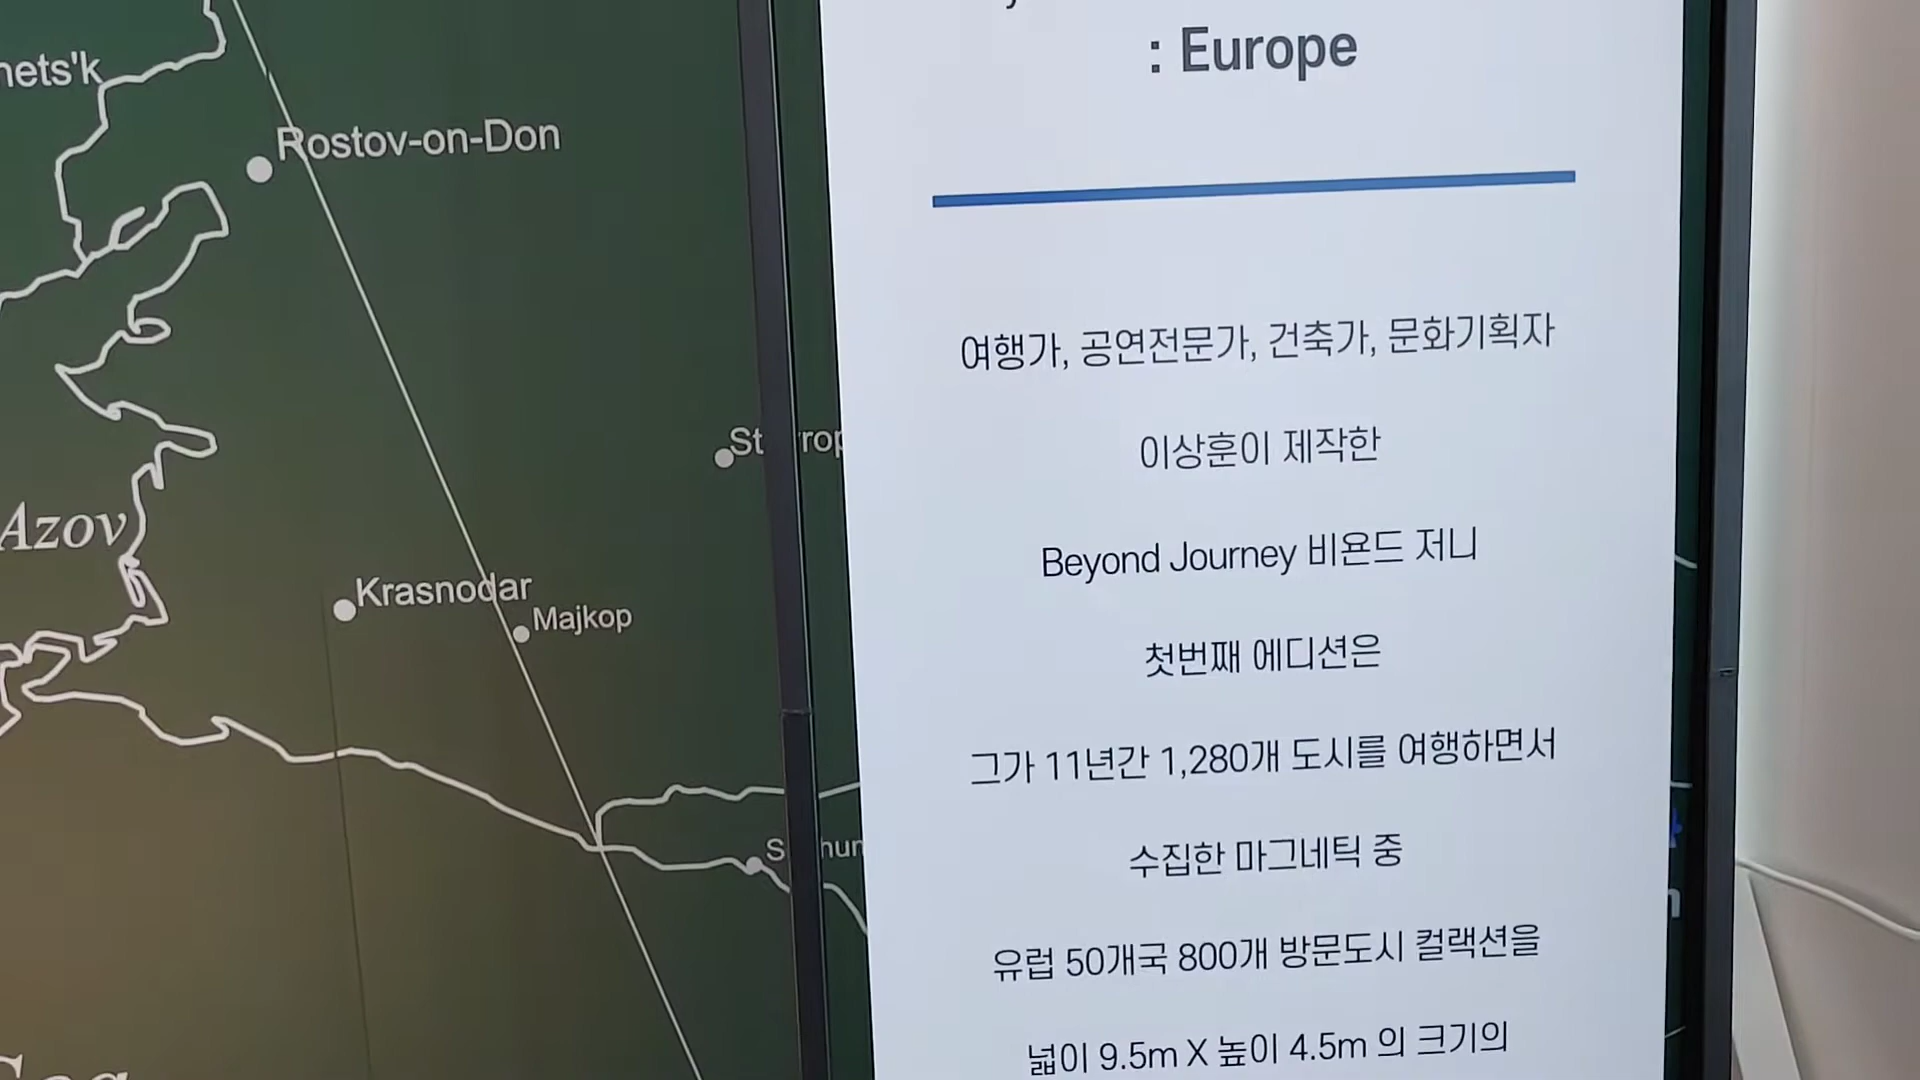 : Europe
여행가, 공연전문가, 건축가, 문화기획자
이상훈이 제작한
Beyond Journey 비욘드 저니
첫번째 에디션은
그가 11년간 1,280개 도시를 여행하면서
수집한 마그네틱 중
유럽 50개국 800개 방문도시 컬랙션을
넓이 9.5m X 높이 4.5m 의 크기의
Rostov-on-Don
Azov
Krasnodar
Majkop